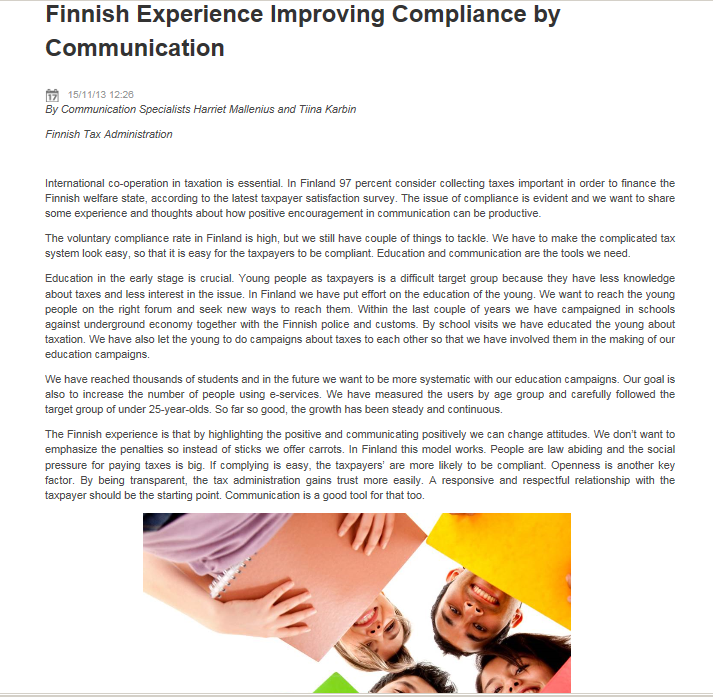 Finnish Experience Improving Compliance by
Communication
17 15/11/13 12:26
By Communication Specialists Harriet Mallenius and Tiina Karbin
Finnish Tax Administration
International co-operation in taxation is essential. In Finland 97 percent consider collecting taxes important in order to finance the
Finnish welfare state, according to the latest taxpayer satisfaction survey. The issue of compliance is evident and we want to share
some experience and thoughts about how positive encouragement in communication can be productive.
The voluntary compliance rate in Finland is high, but we still have couple of things to tackle. We have to make the complicated tax
system look easy, so that it is easy for the taxpayers to be compliant. Education and communication are the tools we need.
Education in the early stage is crucial. Young people as taxpayers is a difficult target group because they have less knowledge
about taxes and less interest in the issue. In Finland we have put effort on the education of the young. We want to reach the young
people on the right forum and seek new ways to reach them. Within the last couple of years we have campaigned in schools
against underground economy together with the Finnish police and customs. By school visits we have educated the young about
taxation. We have also let the young to do campaigns about taxes to each other so that we have involved them in the making of our
education campaigns.
We have reached thousands of students and in the future we want to be more systematic with our education campaigns. Our goal is
also to increase the number of people using e-services. We have measured the users by age group and carefully followed the
target group of under 25-year-olds. So far so good, the growth has been steady and continuous.
The Finnish experience is that by highlighting the positive and communicating positively we can change attitudes. We don't want to
emphasize the penalties so instead of sticks we offer carrots. In Finland this model works. People are law abiding and the social
pressure for paying taxes is big. If complying is easy, the taxpayers' are more likely to be compliant. Openness is another key
factor. By being transparent, the tax administration gains trust more easily. A responsive and respectful relationship with the
taxpayer should be the starting point. Communication is a good tool for that too.